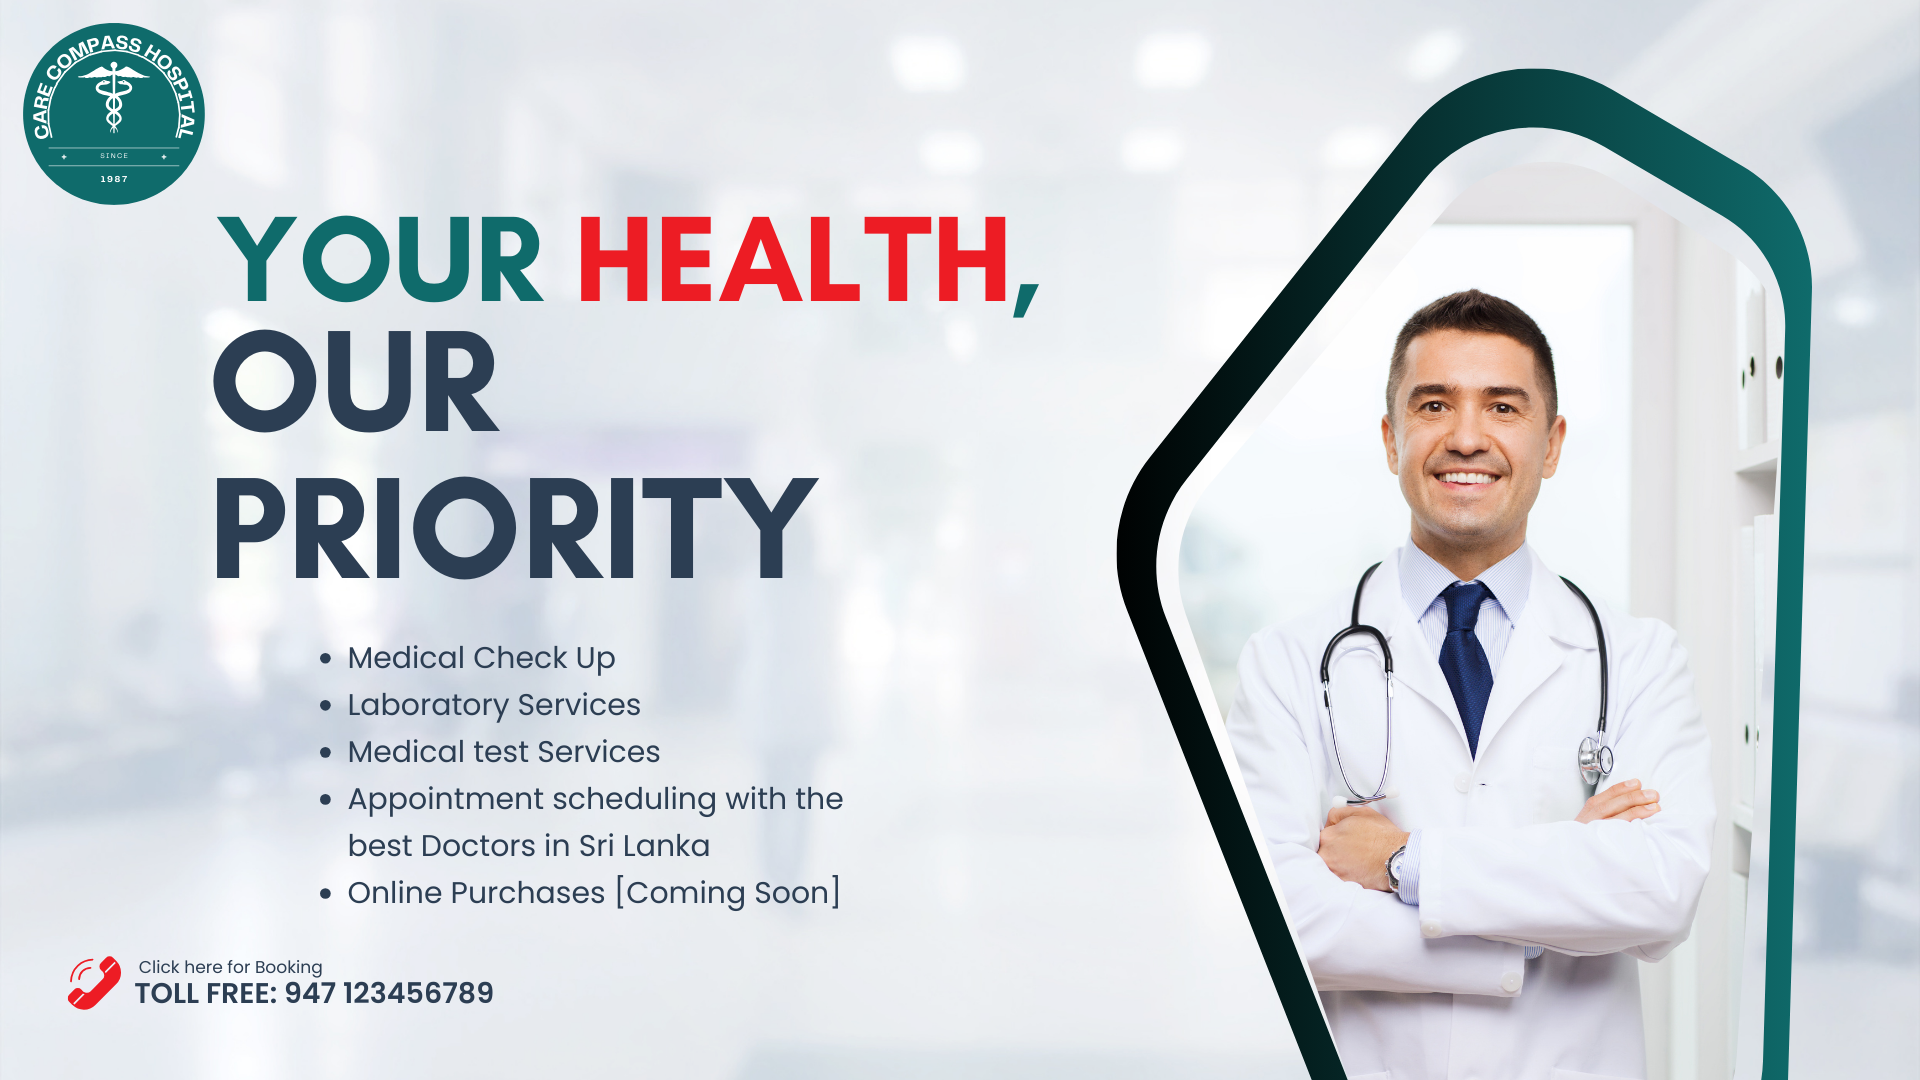 CARE COMPASS HOSPITAL
SINCE
1987
YOUR HEALTH,
OUR
PRIORITY
• Medical Check Up
• Laboratory Services
• Medical test Services
• Appointment scheduling with the
best Doctors in Sri Lanka
• Online Purchases [Coming Soon]
Click here for Booking
TOLL FREE: 947 123456789